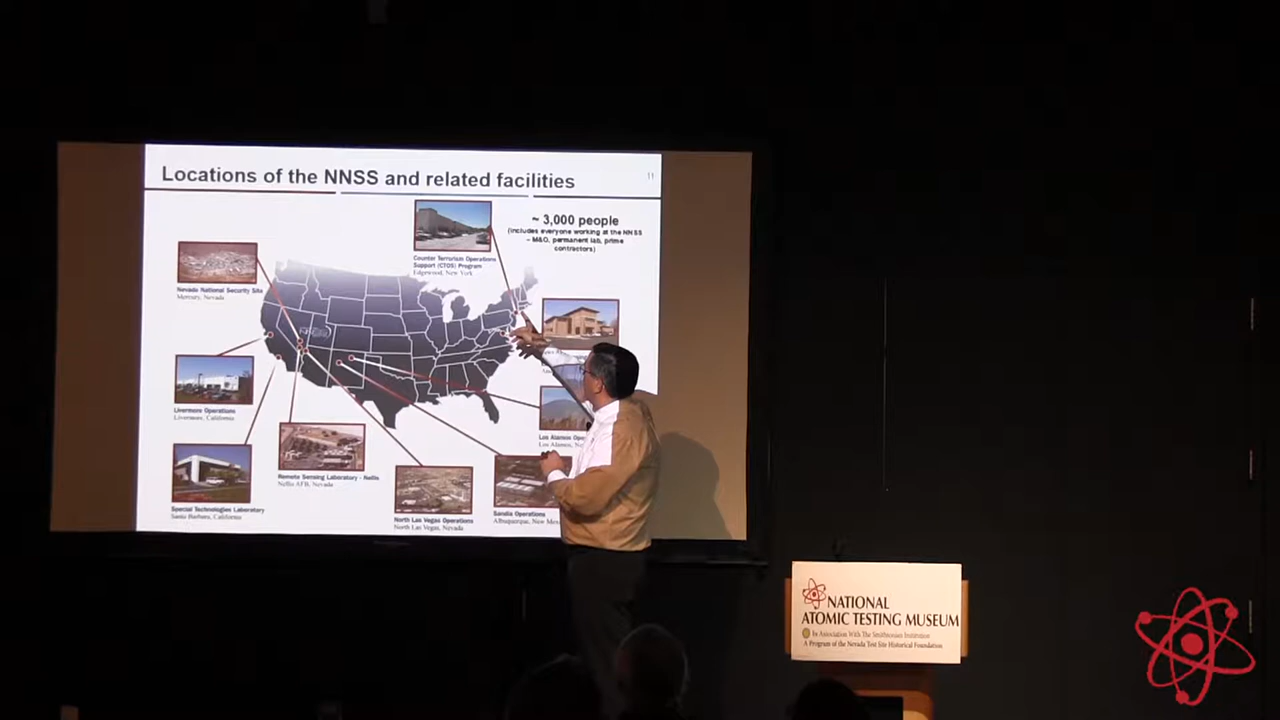 Locations of the NNSS and related facilities
11
~ 3,000 people
(includes everyone working at the NNSS
– M&O, permanent lab, prime
contractors)
Counter Terrorism Operations
Support (CTOS) Program
Edgewood, New York
Nevada National Security Site
Mercury, Nevada
Livermore Operations
Livermore, California
Los Alamos Ope
Los Alamos, Ne
Remote Sensing Laboratory - Nellis
Nellis AFB, Nevada
Special Technologies Laboratory
Santa Barbara, California
North Las Vegas Operations
North Las Vegas, Nevada
Sandia Operations
Albuquerque, New Mex
NATIONAL
ATOMIC TESTING MUSEUM
In Association With The Smithsonian Institution
A Program of the Nevada Test Site Historical Foundation